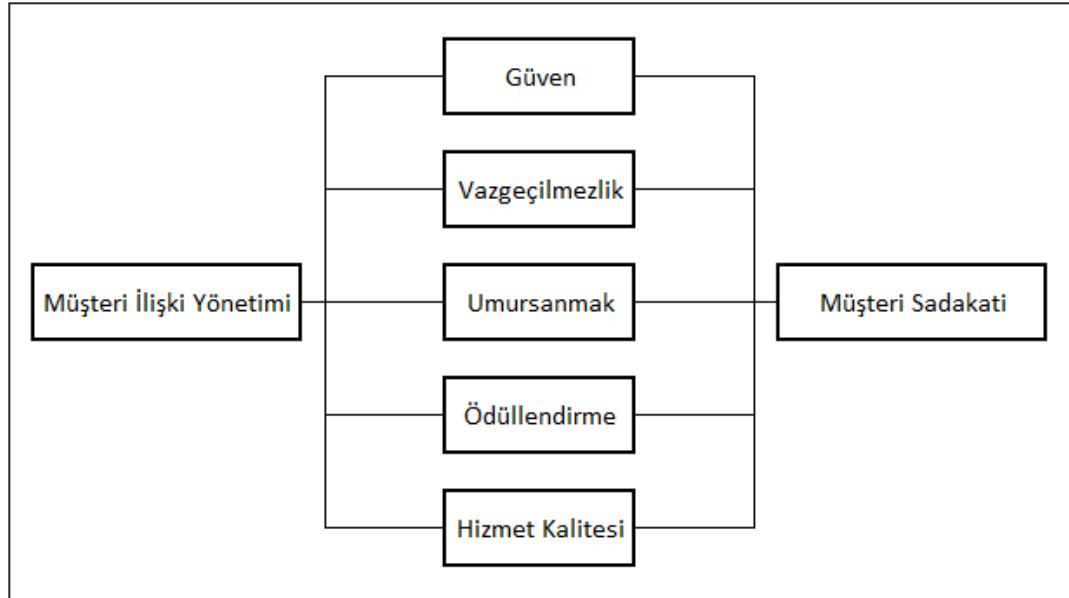 Güven
Vazgeçilmezlik
Müşteri İlişki Yönetimi
Umursanmak
Müşteri Sadakati
Ödüllendirme
Hizmet Kalitesi